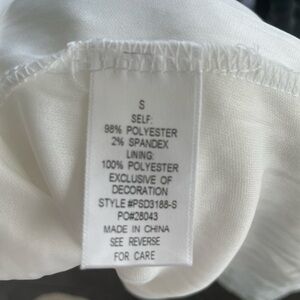 S
SELF:
98% POLYESTER
2% SPANDEX
LINING:
100% POLYESTER
EXCLUSIVE OF
DECORATION
STYLE #PSD3188-S
PO#28043
MADE IN CHINA
SEE REVERSE
FOR CARE